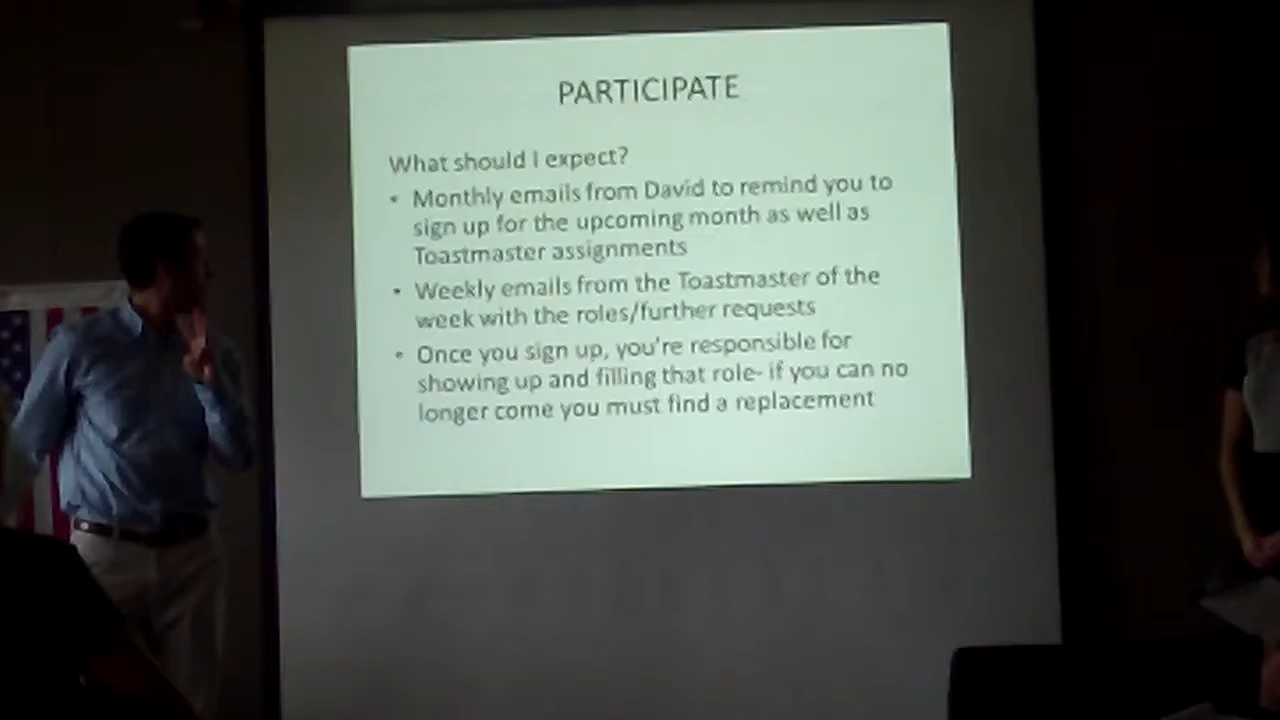 PARTICIPATE
What should I expect?
• Monthly emails from David to remind you to
sign up for the upcoming month as well as
Toastmaster assignments
• Weekly emails from the Toastmaster of the
week with the roles/further requests
• Once you sign up, you're responsible for
showing up and filling that role- if you can no
longer come you must find a replacement